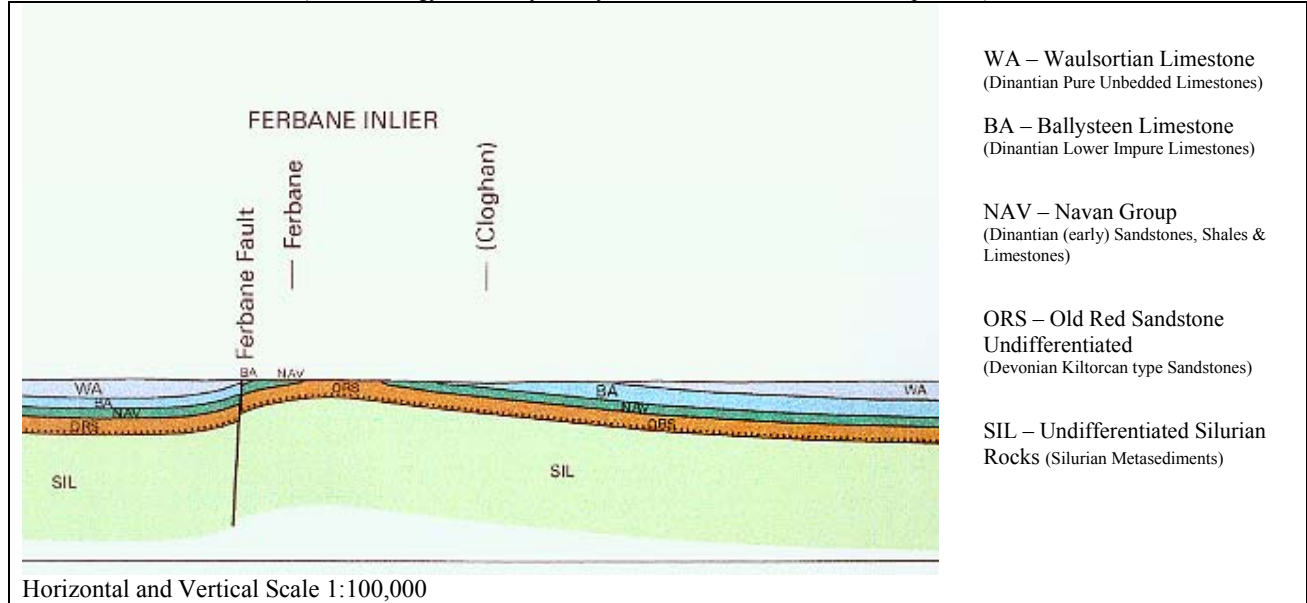 FERBANE INLIER
Ferbane Fault
— Ferbane
— (Cloghan)
BA NAV
WA
BA
NAV
ORS
SIL
ORS
BA
NAV
ORS
WA
SIL
Horizontal and Vertical Scale 1:100,000
WA – Waulsortian Limestone
(Dinantian Pure Unbedded Limestones)
BA – Ballysteen Limestone
(Dinantian Lower Impure Limestones)
NAV – Navan Group
(Dinantian (early) Sandstones, Shales &
Limestones)
ORS – Old Red Sandstone
Undifferentiated
(Devonian Kiltorcan type Sandstones)
SIL – Undifferentiated Silurian
Rocks (Silurian Metasediments)